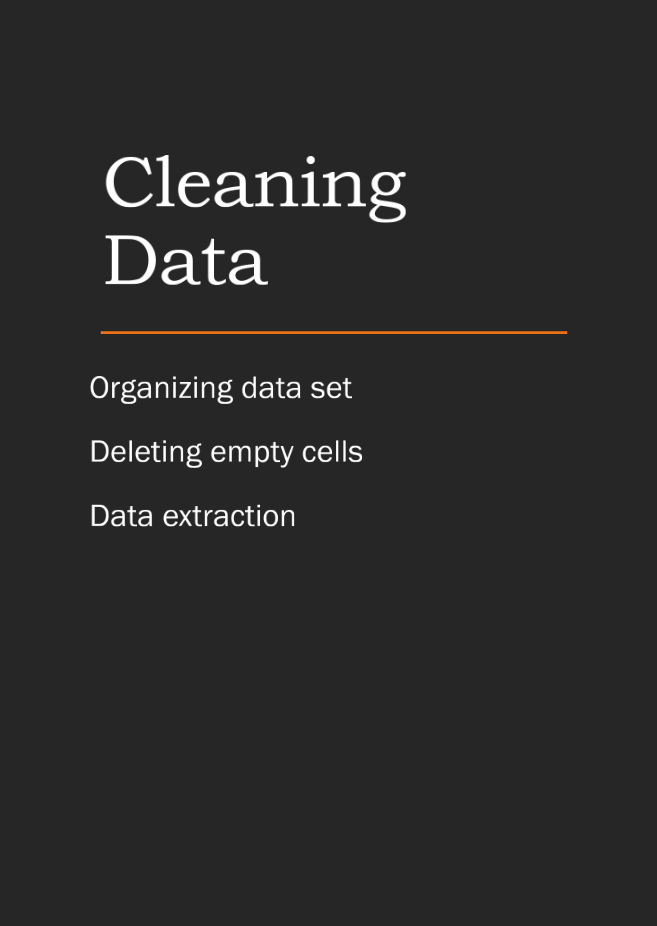 Cleaning
Data
Organizing data set
Deleting empty cells
Data extraction